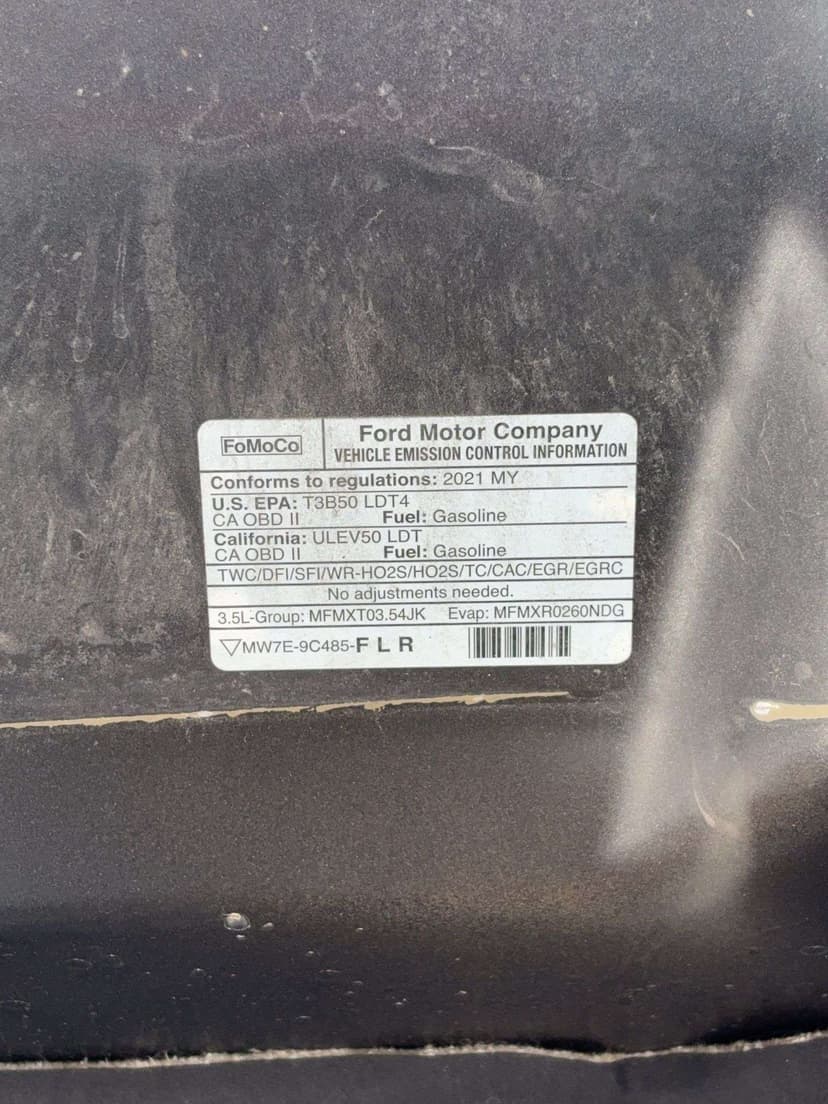 FoMoCo
Ford Motor Company
VEHICLE EMISSION CONTROL INFORMATION
Conforms to regulations: 2021 MY
U.S. EPA: T3B50 LDT4
CA OBD II Fuel: Gasoline
California: ULEV50 LDT
CA OBD II Fuel: Gasoline
TWC/DFI/SFI/WR-HO2S/HO2S/TC/CAC/EGR/EGRC
No adjustments needed.
3.5L-Group: MFMXT03.54JK Evap: MFMXR0260NDG
MW7E-9C485-F L R